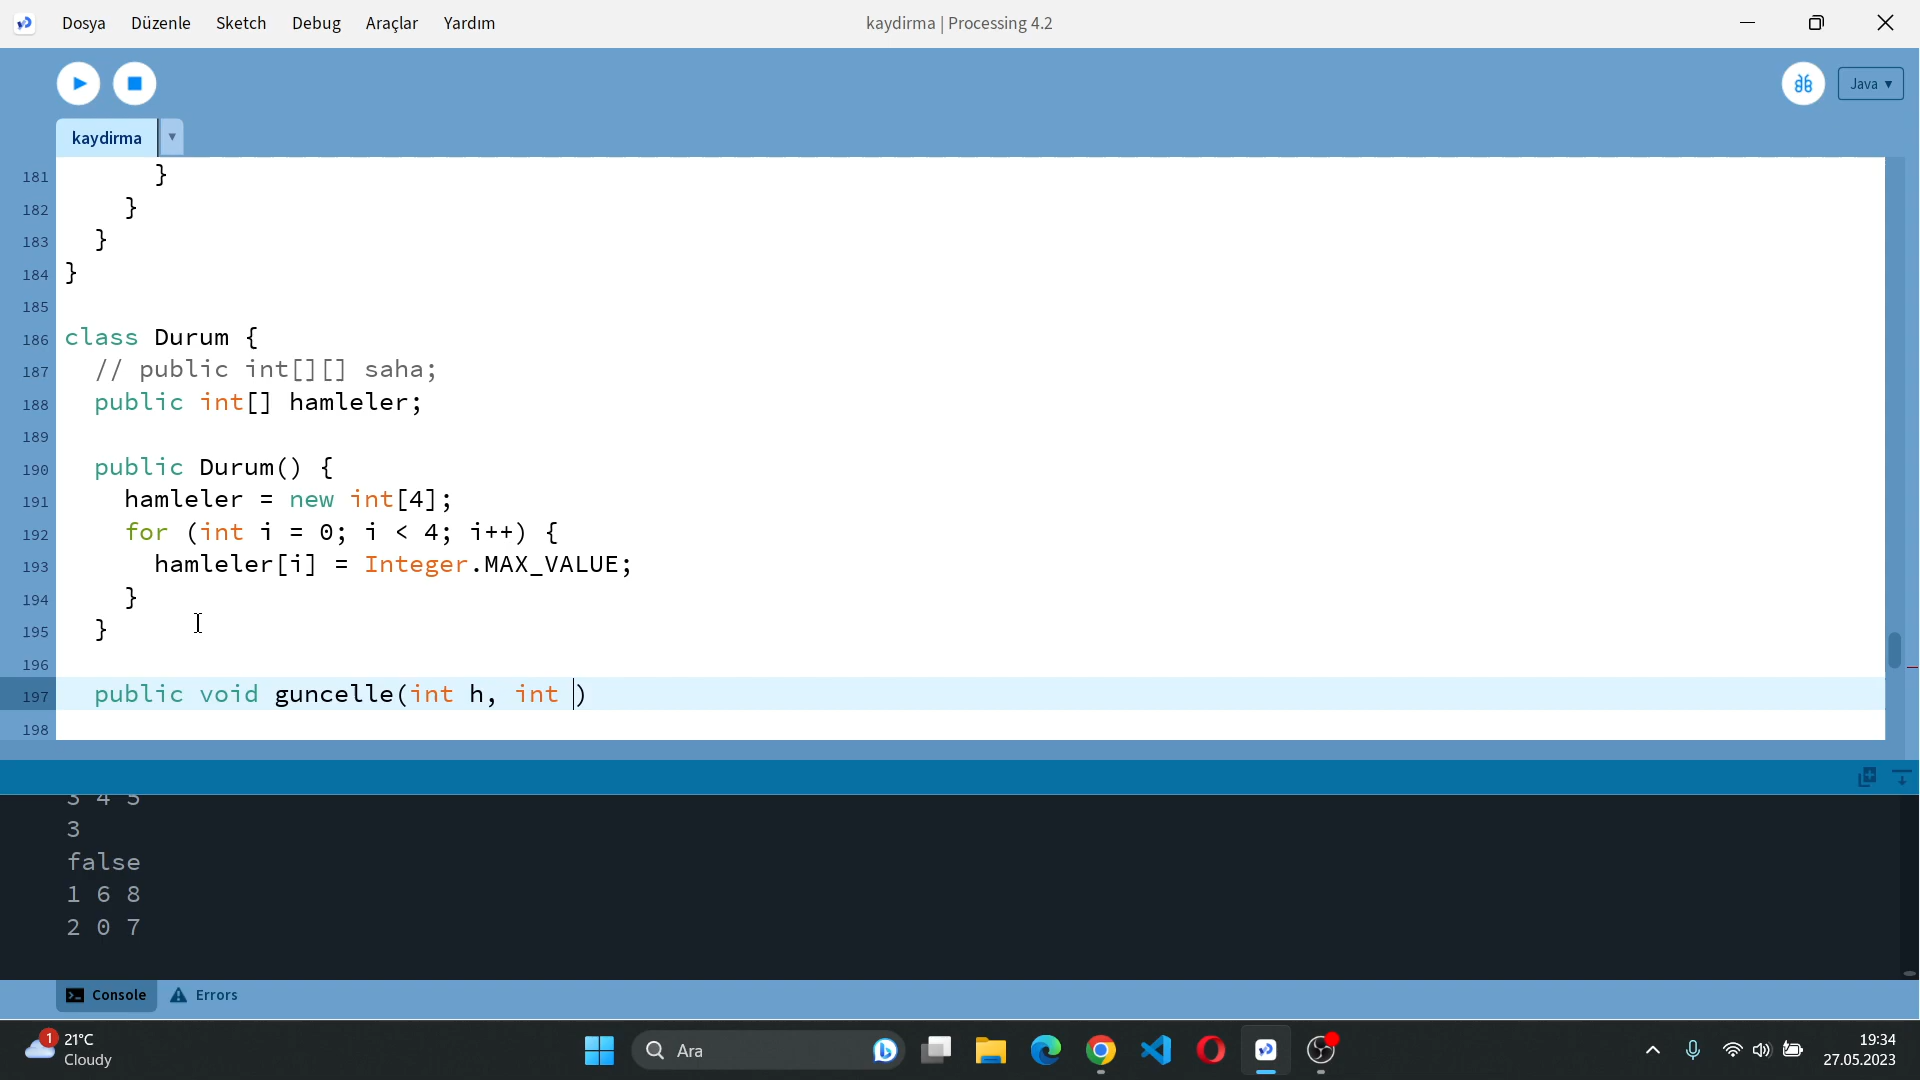 Dosya Düzenle Sketch Debug Araçlar Yardım kaydirma | Processing 4.2
Java ▾
kaydirma
181 }
182 }
183 }
184 }
185
186 class Durum {
187 // public int[][] saha;
188 public int[] hamleler;
189
190 public Durum() {
191 hamleler = new int[4];
192 for (int i = 0; i < 4; i++) {
193 hamleler[i] = Integer.MAX_VALUE;
194 }
195 }
196
197 public void guncelle(int h, int )
198
3 4 5
3
false
1 6 8
2 0 7
Console Errors
1 21°C
Cloudy
Ara
19:34
27.05.2023